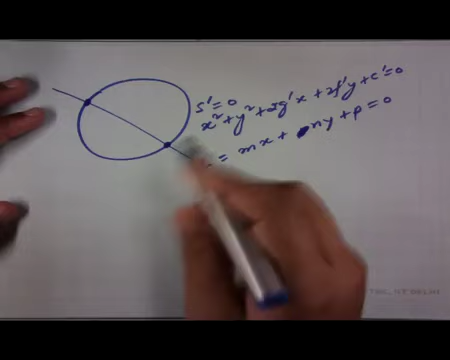 S'=0
x²+y²+2g'x+2f'y+c'=0
= mx + ny + p = 0